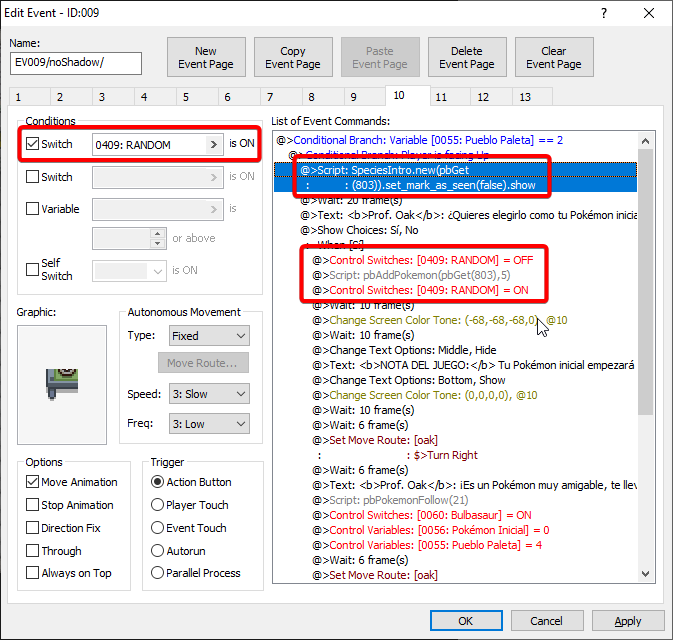 Edit Event - ID:009
Name:
EV009/noShadow/
New
Event Page
Copy
Event Page
Paste
Event Page
Delete
Event Page
Clear
Event Page
1 2 3 4 5 6 7 8 9 10 11 12 13
Conditions
Switch 0409: RANDOM > is ON
Switch > is ON
Variable > is
or above
Self
Switch
is ON
Graphic:
Autonomous Movement
Type: Fixed
Move Route...
Speed: 3: Slow
Freq: 3: Low
Options
Move Animation
Stop Animation
Direction Fix
Through
Always on Top
Trigger
Action Button
Player Touch
Event Touch
Autorun
Parallel Process
List of Event Commands:
@>Conditional Branch: Variable [0055: Pueblo Paleta] == 2
@>Conditional Branch: Player is facing Up
@>Script: SpeciesIntro.new(pbGet
: : (803)).set_mark_as_seen(false).show
@>Wait: 20 frame(s)
@>Text: <b>Prof. Oak</b>: ¿Quieres elegirlo como tu Pokémon inicia
@>Show Choices: Sí, No
: When [Sí]
@>Control Switches: [0409: RANDOM] = OFF
@>Script: pbAddPokemon(pbGet(803),5)
@>Control Switches: [0409: RANDOM] = ON
@>Wait: 10 frame(s)
@>Change Screen Color Tone: (-68,-68,-68,0), @10
@>Wait: 10 frame(s)
@>Change Text Options: Middle, Hide
@>Text: <b>NOTA DEL JUEGO:</b> Tu Pokémon inicial empezará
@>Change Text Options: Bottom, Show
@>Change Screen Color Tone: (0,0,0,0), @10
@>Wait: 10 frame(s)
@>Wait: 6 frame(s)
@>Set Move Route: [oak]
: : $>Turn Right
@>Wait: 6 frame(s)
@>Text: <b>Prof. Oak</b>: ¡Es un Pokémon muy amigable, te llev
@>Script: pbPokemonFollow(21)
@>Control Switches: [0060: Bulbasaur] = ON
@>Control Variables: [0056: Pokémon Inicial] = 0
@>Control Variables: [0055: Pueblo Paleta] = 4
@>Wait: 6 frame(s)
@>Set Move Route: [oak]
OK
Cancel
Apply